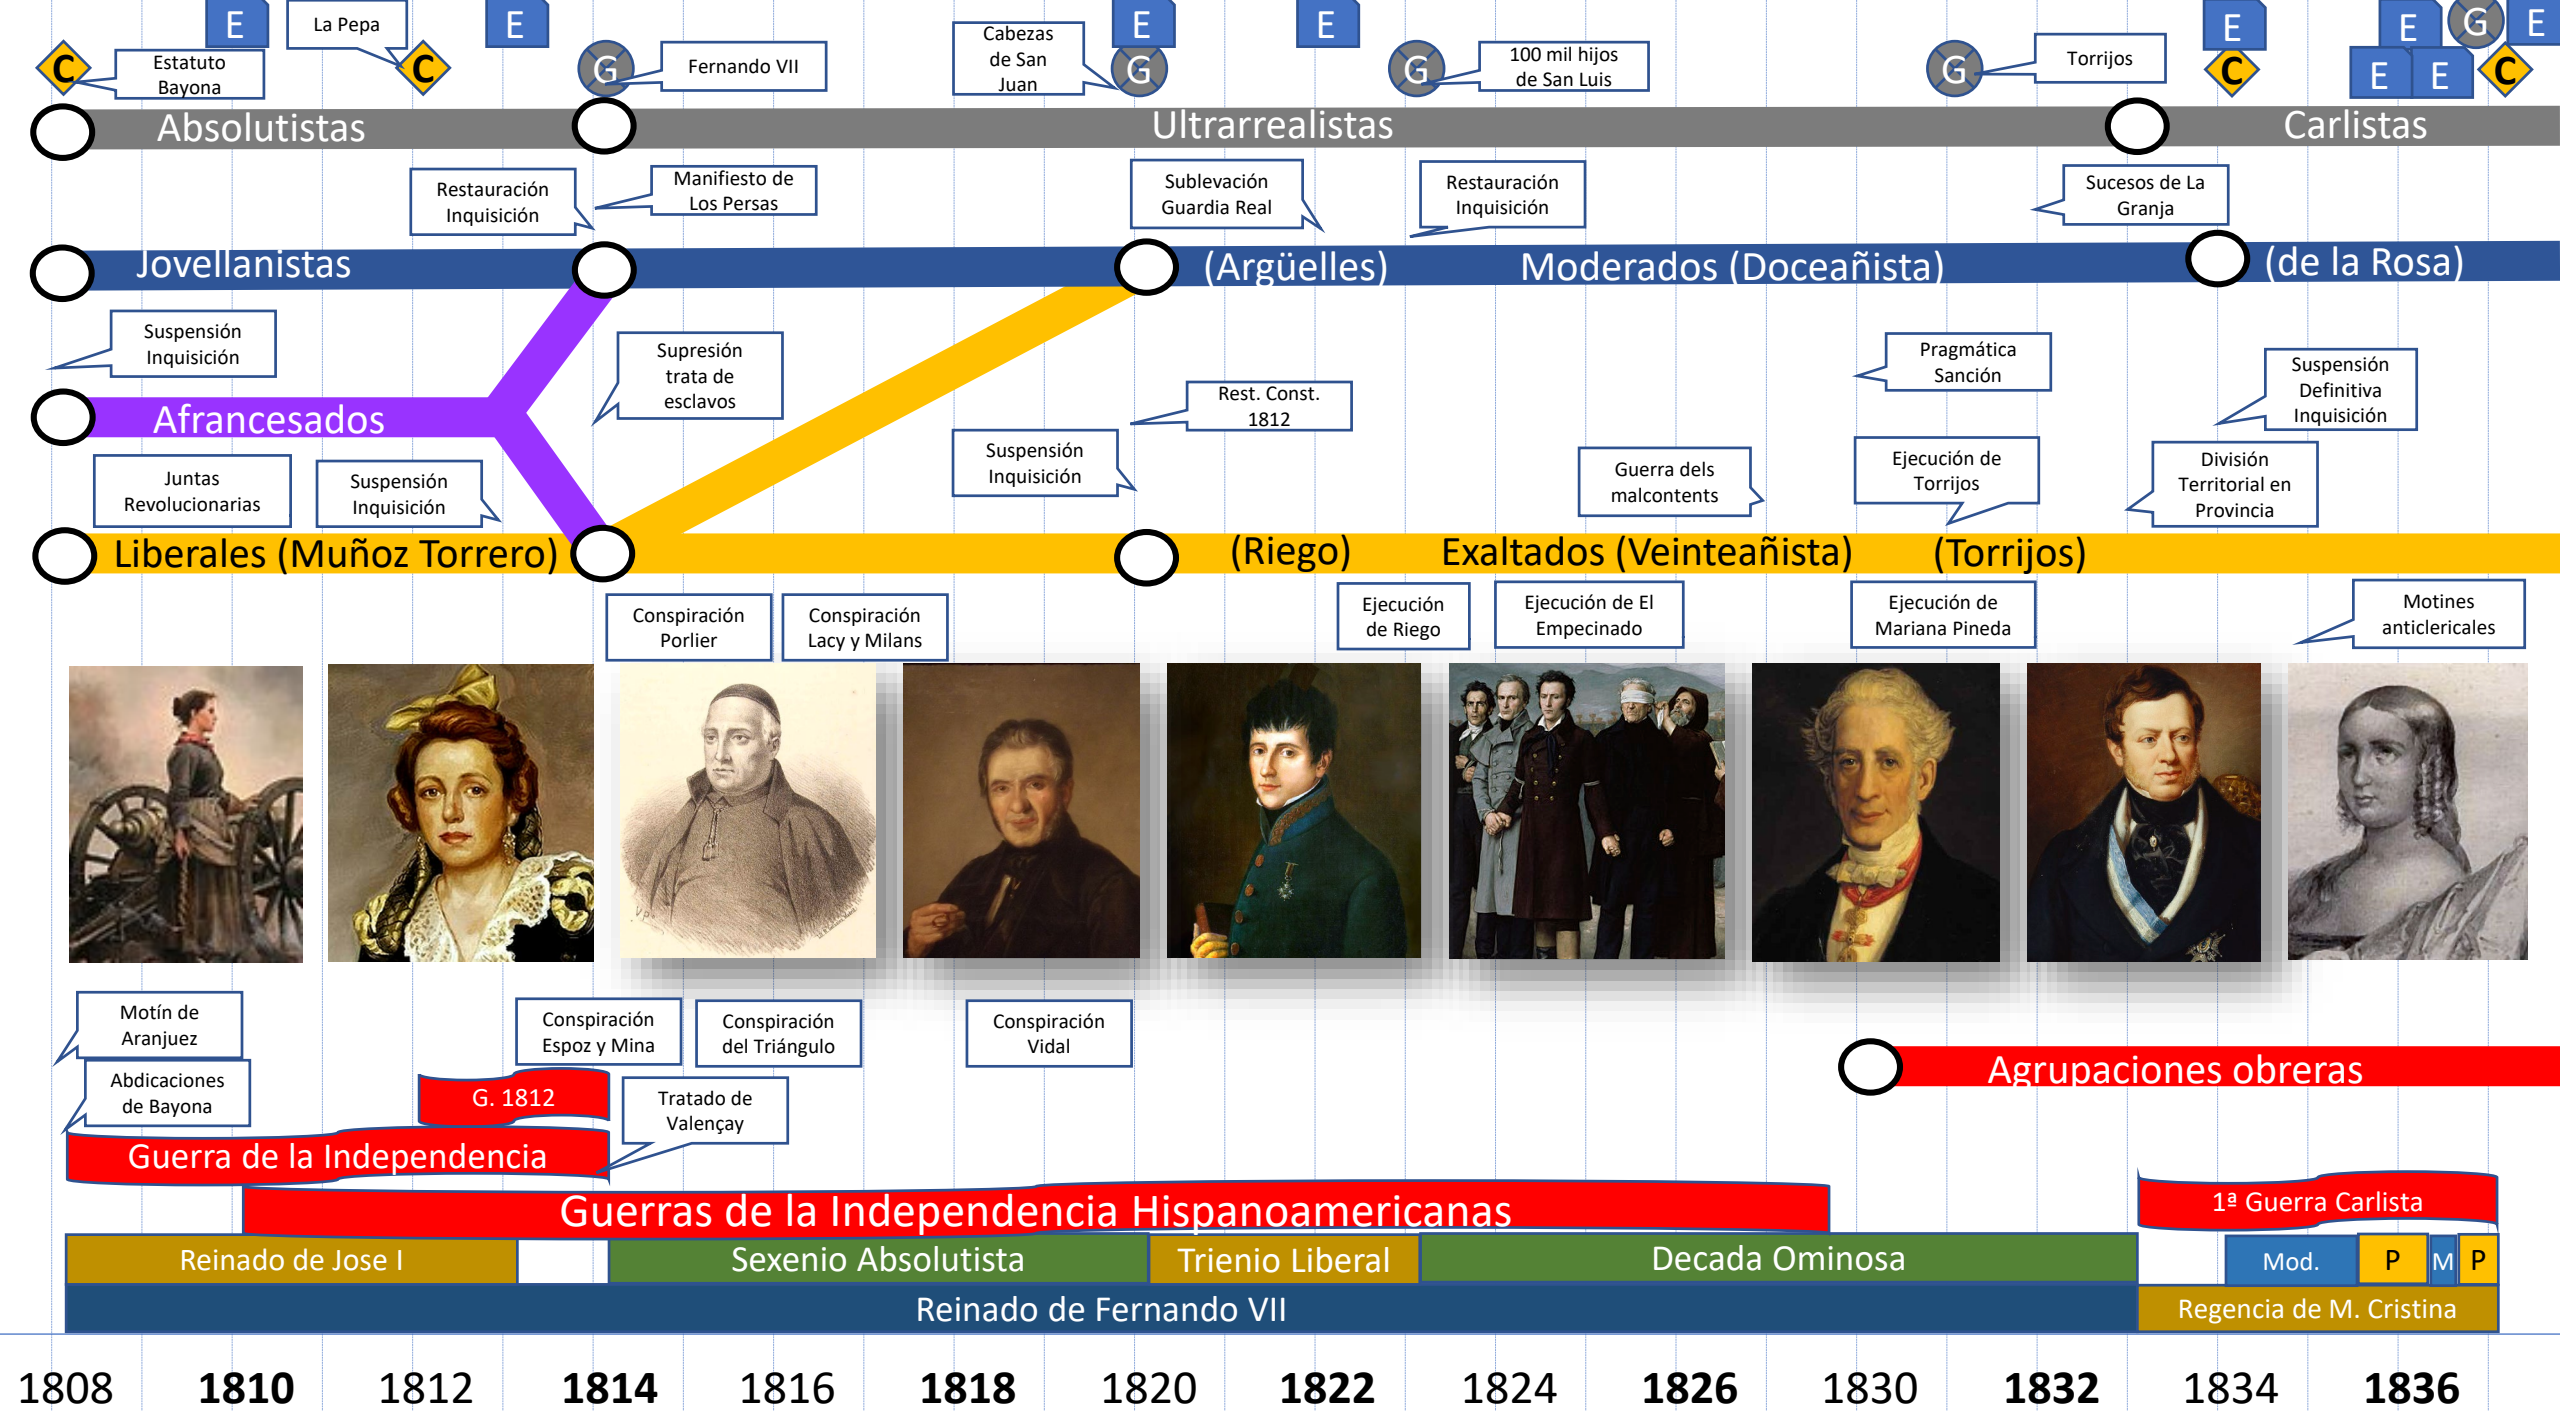 E
La Pepa
E
Cabezas
de San
Juan
E
E
E
E
G
E
C
Estatuto
Bayona
C
G
Fernando VII
G
G
100 mil hijos
de San Luis
G
Torrijos
C
E
E
C
Absolutistas
Ultrarrealistas
Carlistas
Restauración
Inquisición
Manifiesto de
Los Persas
Sublevación
Guardia Real
Restauración
Inquisición
Sucesos de La
Granja
Jovellanistas
(Argüelles)
Moderados (Doceañista)
(de la Rosa)
Suspensión
Inquisición
Supresión
trata de
esclavos
Pragmática
Sanción
Suspensión
Definitiva
Inquisición
Afrancesados
Rest. Const.
1812
Juntas
Revolucionarias
Suspensión
Inquisición
Suspensión
Inquisición
Guerra dels
malcontents
Ejecución de
Torrijos
División
Territorial en
Provincia
Liberales (Muñoz Torrero)
(Riego)
Exaltados (Veinteañista)
(Torrijos)
Conspiración
Porlier
Conspiración
Lacy y Milans
Ejecución
de Riego
Ejecución de El
Empecinado
Ejecución de
Mariana Pineda
Motines
anticlericales
Motín de
Aranjuez
Conspiración
Espoz y Mina
Conspiración
del Triángulo
Conspiración
Vidal
Agrupaciones obreras
Abdicaciones
de Bayona
G. 1812
Tratado de
Valençay
Guerra de la Independencia
Guerras de la Independencia Hispanoamericanas
1ª Guerra Carlista
Reinado de Jose I
Sexenio Absolutista
Trienio Liberal
Decada Ominosa
Mod.
P
M
P
Reinado de Fernando VII
Regencia de M. Cristina
1808
1810
1812
1814
1816
1818
1820
1822
1824
1826
1830
1832
1834
1836